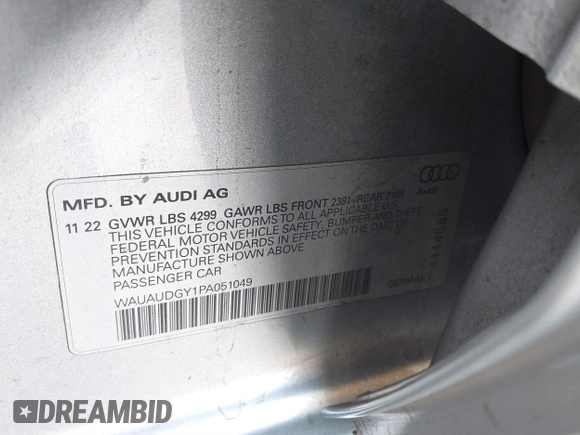 MFD. BY AUDI AG
11 22 GVWR LBS 4299 GAWR LBS FRONT 2381-/REAR 2105
THIS VEHICLE CONFORMS TO ALL APPLICABLE U.S.
FEDERAL MOTOR VEHICLE SAFETY, BUMPER AND THEFT
PREVENTION STANDARDS IN EFFECT ON THE DATE OF
MANUFACTURE SHOWN ABOVE
PASSENGER CAR
WAUAUDGY1PA051049
GERMANY
Audi
DREAMBID